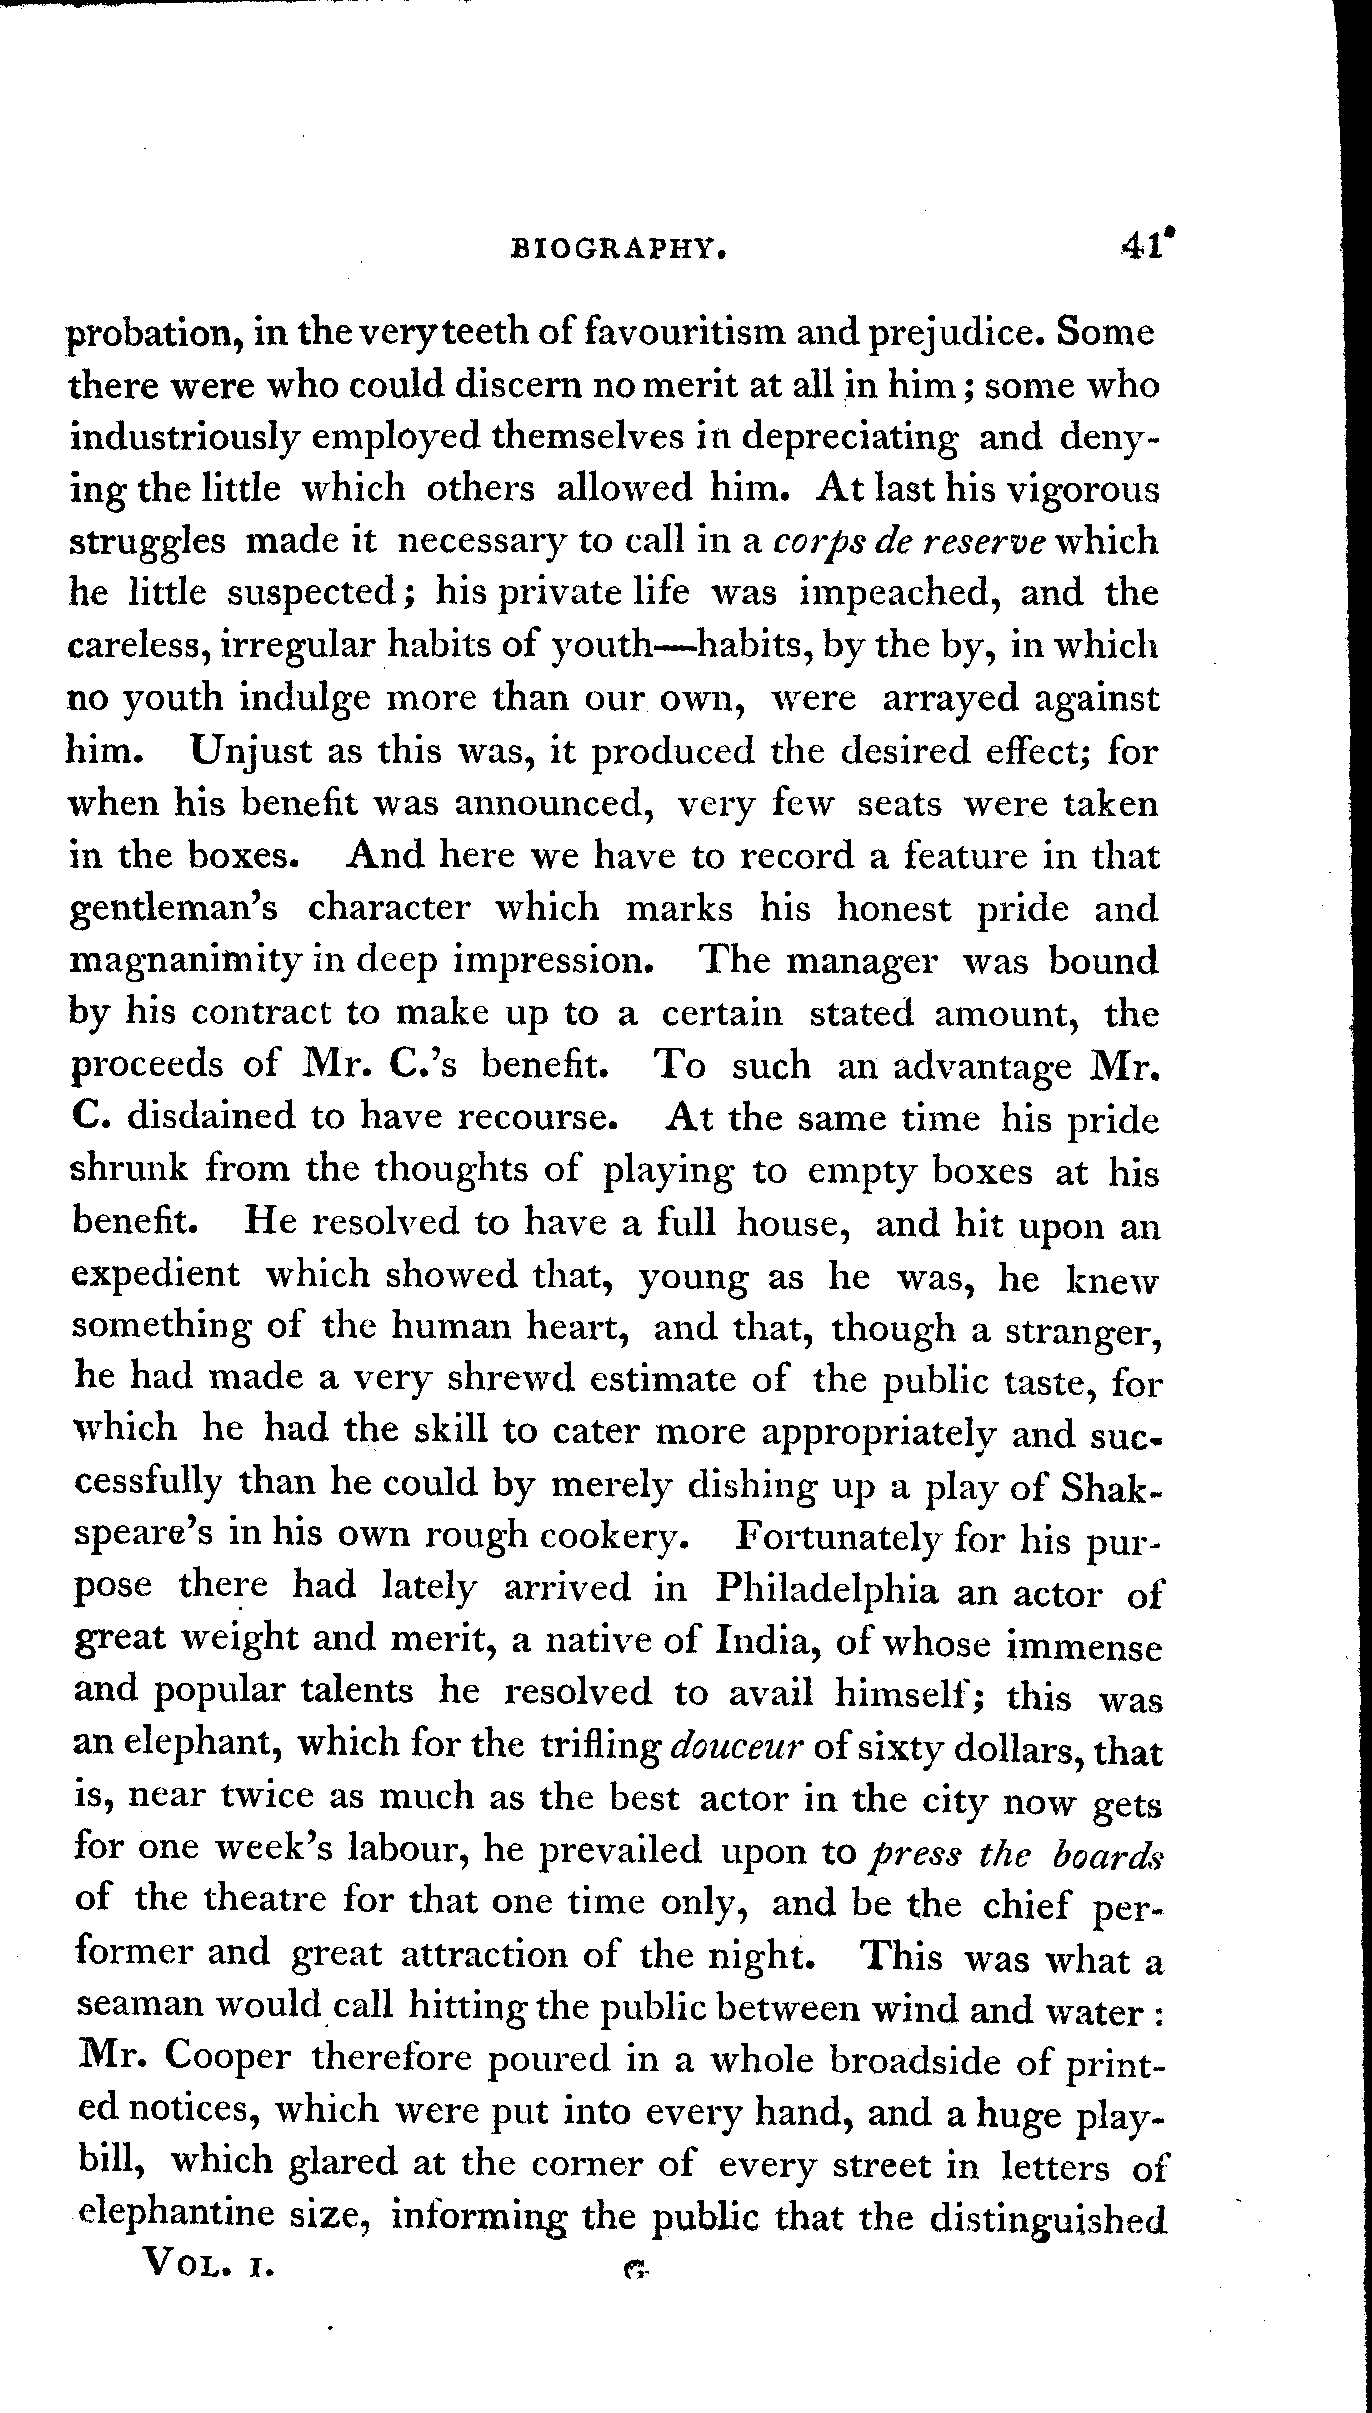 BIOGRAPHY. 41
probation, in the very teeth of favouritism and prejudice. Some
there were who could discern no merit at all in him; some who
industriously employed themselves in depreciating and deny-
ing the little which others allowed him. At last his vigorous
struggles made it necessary to call in a corps de reserve which
he little suspected; his private life was impeached, and the
careless, irregular habits of youth—habits, by the by, in which
no youth indulge more than our own, were arrayed against
him. Unjust as this was, it produced the desired effect; for
when his benefit was announced, very few seats were taken
in the boxes. And here we have to record a feature in that
gentleman's character which marks his honest pride and
magnanimity in deep impression. The manager was bound
by his contract to make up to a certain stated amount, the
proceeds of Mr. C.'s benefit. To such an advantage Mr.
C. disdained to have recourse. At the same time his pride
shrunk from the thoughts of playing to empty boxes at his
benefit. He resolved to have a full house, and hit upon an
expedient which showed that, young as he was, he knew
something of the human heart, and that, though a stranger,
he had made a very shrewd estimate of the public taste, for
which he had the skill to cater more appropriately and suc-
cessfully than he could by merely dishing up a play of Shak-
speare's in his own rough cookery. Fortunately for his pur-
pose there had lately arrived in Philadelphia an actor of
great weight and merit, a native of India, of whose immense
and popular talents he resolved to avail himself; this was
an elephant, which for the trifling douceur of sixty dollars, that
is, near twice as much as the best actor in the city now gets
for one week's labour, he prevailed upon to press the boards
of the theatre for that one time only, and be the chief per-
former and great attraction of the night. This was what a
seaman would call hitting the public between wind and water:
Mr. Cooper therefore poured in a whole broadside of print-
ed notices, which were put into every hand, and a huge play-
bill, which glared at the corner of every street in letters of
elephantine size, informing the public that the distinguished
VOL. I. G